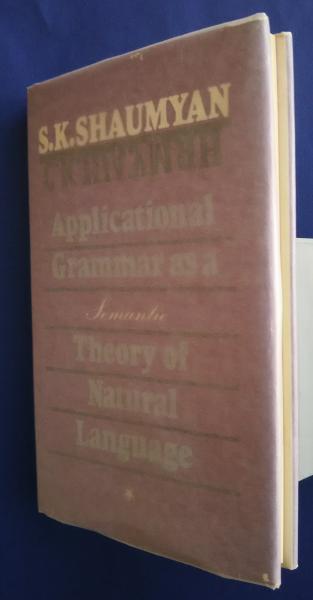 S.K.SHAUMYAN
Applicational
Grammar as a
Semantic
Theory of
Natural
Language